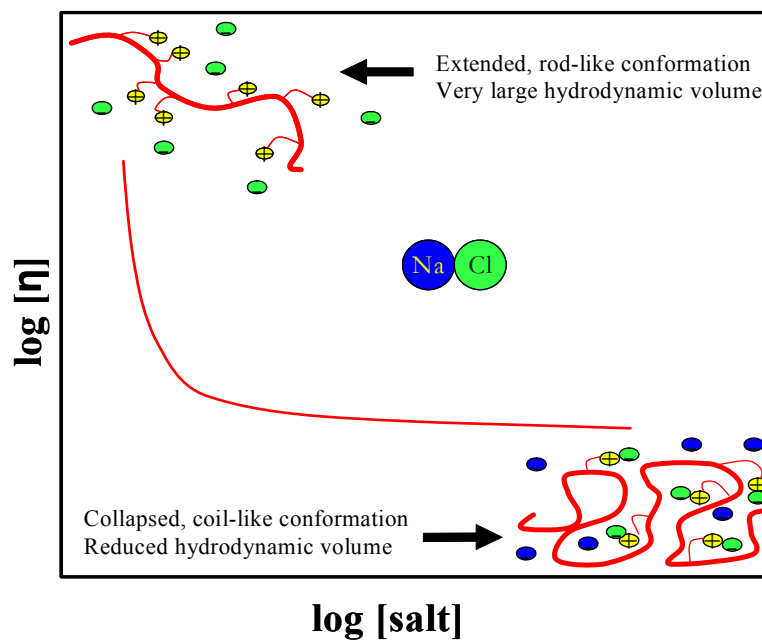 Extended, rod-like conformation
Very large hydrodynamic volume
Na Cl
log [η]
Collapsed, coil-like conformation
Reduced hydrodynamic volume
log [salt]